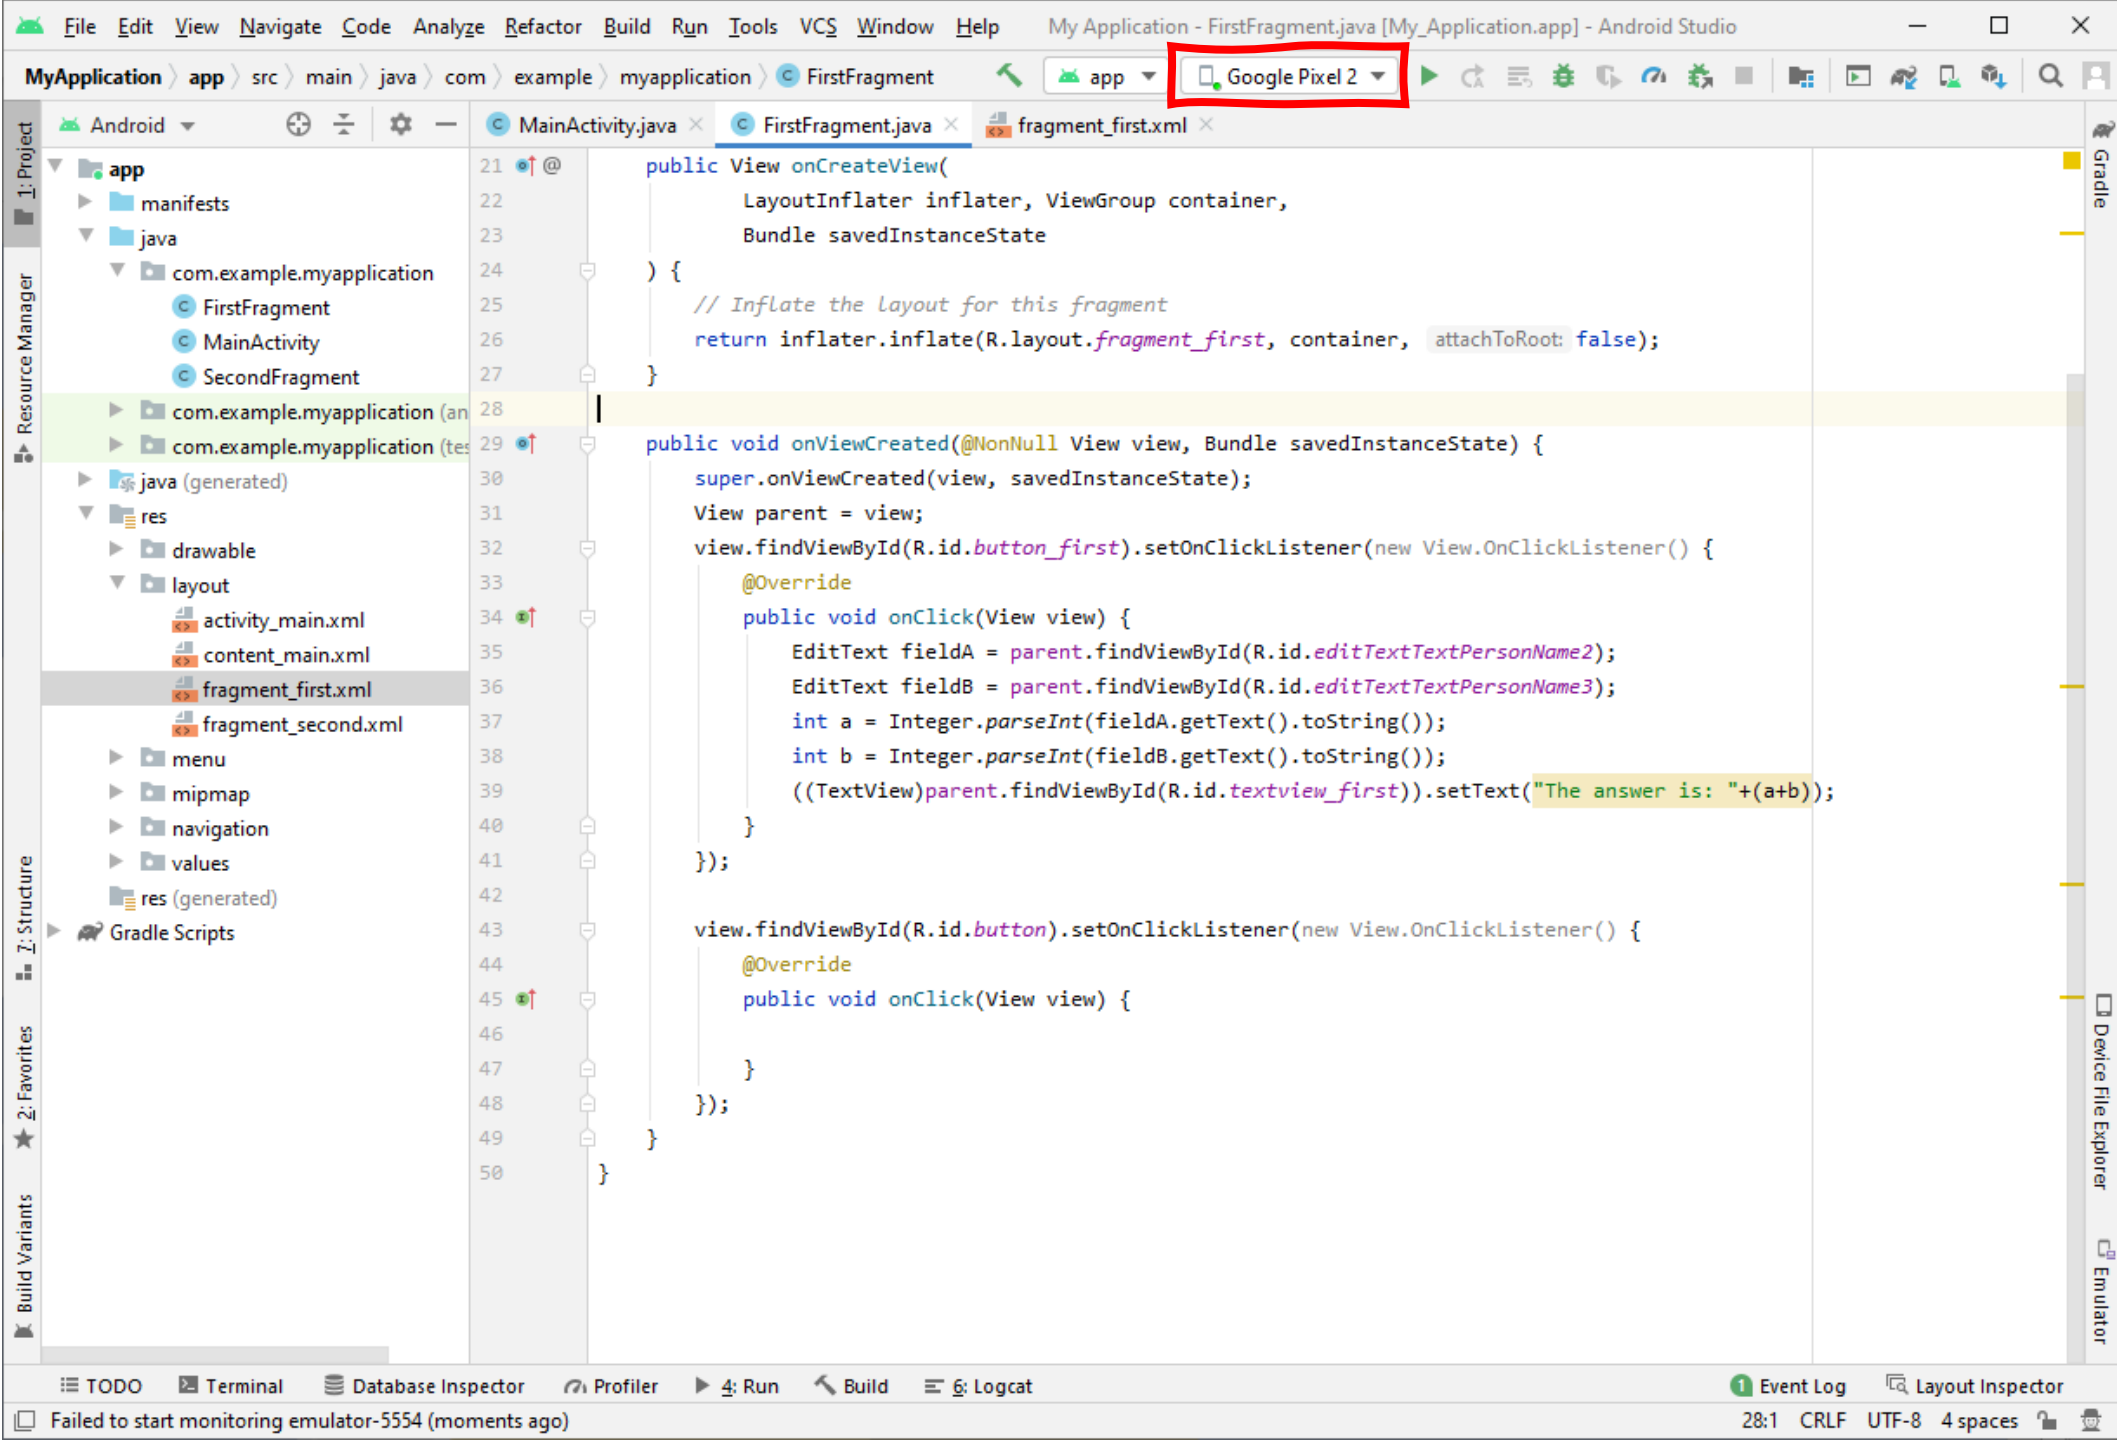 File Edit View Navigate Code Analyze Refactor Build Run Tools VCS Window Help My Application - FirstFragment.java [My_Application.app] - Android Studio
MyApplication app src main java com example myapplication FirstFragment app Google Pixel 2
Android
MainActivity.java FirstFragment.java fragment_first.xml
1: Project
Resource Manager
7: Structure
2: Favorites
Build Variants
app
manifests
java
com.example.myapplication
FirstFragment
MainActivity
SecondFragment
com.example.myapplication (an
com.example.myapplication (tes
java (generated)
res
drawable
layout
activity_main.xml
content_main.xml
fragment_first.xml
fragment_second.xml
menu
mipmap
navigation
values
res (generated)
Gradle Scripts
21 @ public View onCreateView(
22 LayoutInflater inflater, ViewGroup container,
23 Bundle savedInstanceState
24 ) {
25 // Inflate the layout for this fragment
26 return inflater.inflate(R.layout.fragment_first, container, attachToRoot: false);
27 }
28
29 public void onViewCreated(@NonNull View view, Bundle savedInstanceState) {
30 super.onViewCreated(view, savedInstanceState);
31 View parent = view;
32 view.findViewById(R.id.button_first).setOnClickListener(new View.OnClickListener() {
33 @Override
34 public void onClick(View view) {
35 EditText fieldA = parent.findViewById(R.id.editTextTextPersonName2);
36 EditText fieldB = parent.findViewById(R.id.editTextTextPersonName3);
37 int a = Integer.parseInt(fieldA.getText().toString());
38 int b = Integer.parseInt(fieldB.getText().toString());
39 ((TextView)parent.findViewById(R.id.textview_first)).setText("The answer is: "+(a+b));
40 }
41 });
42
43 view.findViewById(R.id.button).setOnClickListener(new View.OnClickListener() {
44 @Override
45 public void onClick(View view) {
46
47 }
48 });
49 }
50 }
Gradle
Device File Explorer
Emulator
TODO Terminal Database Inspector Profiler 4: Run Build 6: Logcat 1 Event Log Layout Inspector
Failed to start monitoring emulator-5554 (moments ago) 28:1 CRLF UTF-8 4 spaces